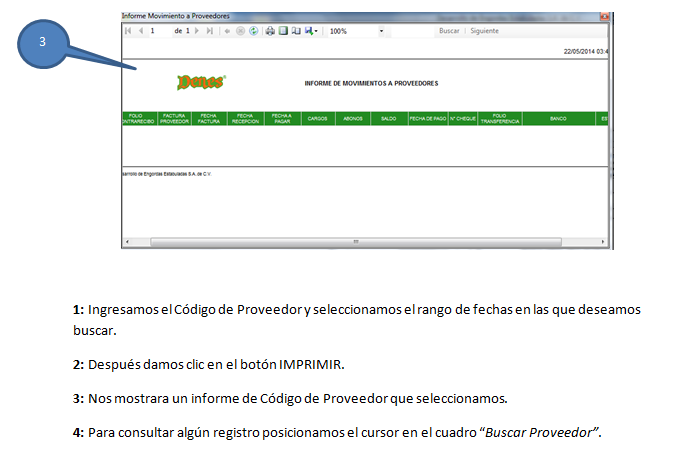 Informe Movimiento a Proveedores
3
1 de 1 100% Buscar | Siguiente
22/05/2014 03:4
Denes
INFORME DE MOVIMIENTOS A PROVEEDORES
FOLIO FACTURA FECHA FECHA FECHA A CARGOS ABONOS SALDO FECHA DE PAGO N° CHEQUE FOLIO BANCO ES
ONTRARECIBO PROVEEDOR FACTURA RECEPCION PAGAR TRANSFERENCIA
sarrollo de Engordas Estabuladas S.A. de C.V.
1: Ingresamos el Código de Proveedor y seleccionamos el rango de fechas en las que deseamos
buscar.
2: Después damos clic en el botón IMPRIMIR.
3: Nos mostrara un informe de Código de Proveedor que seleccionamos.
4: Para consultar algún registro posicionamos el cursor en el cuadro “Buscar Proveedor”.